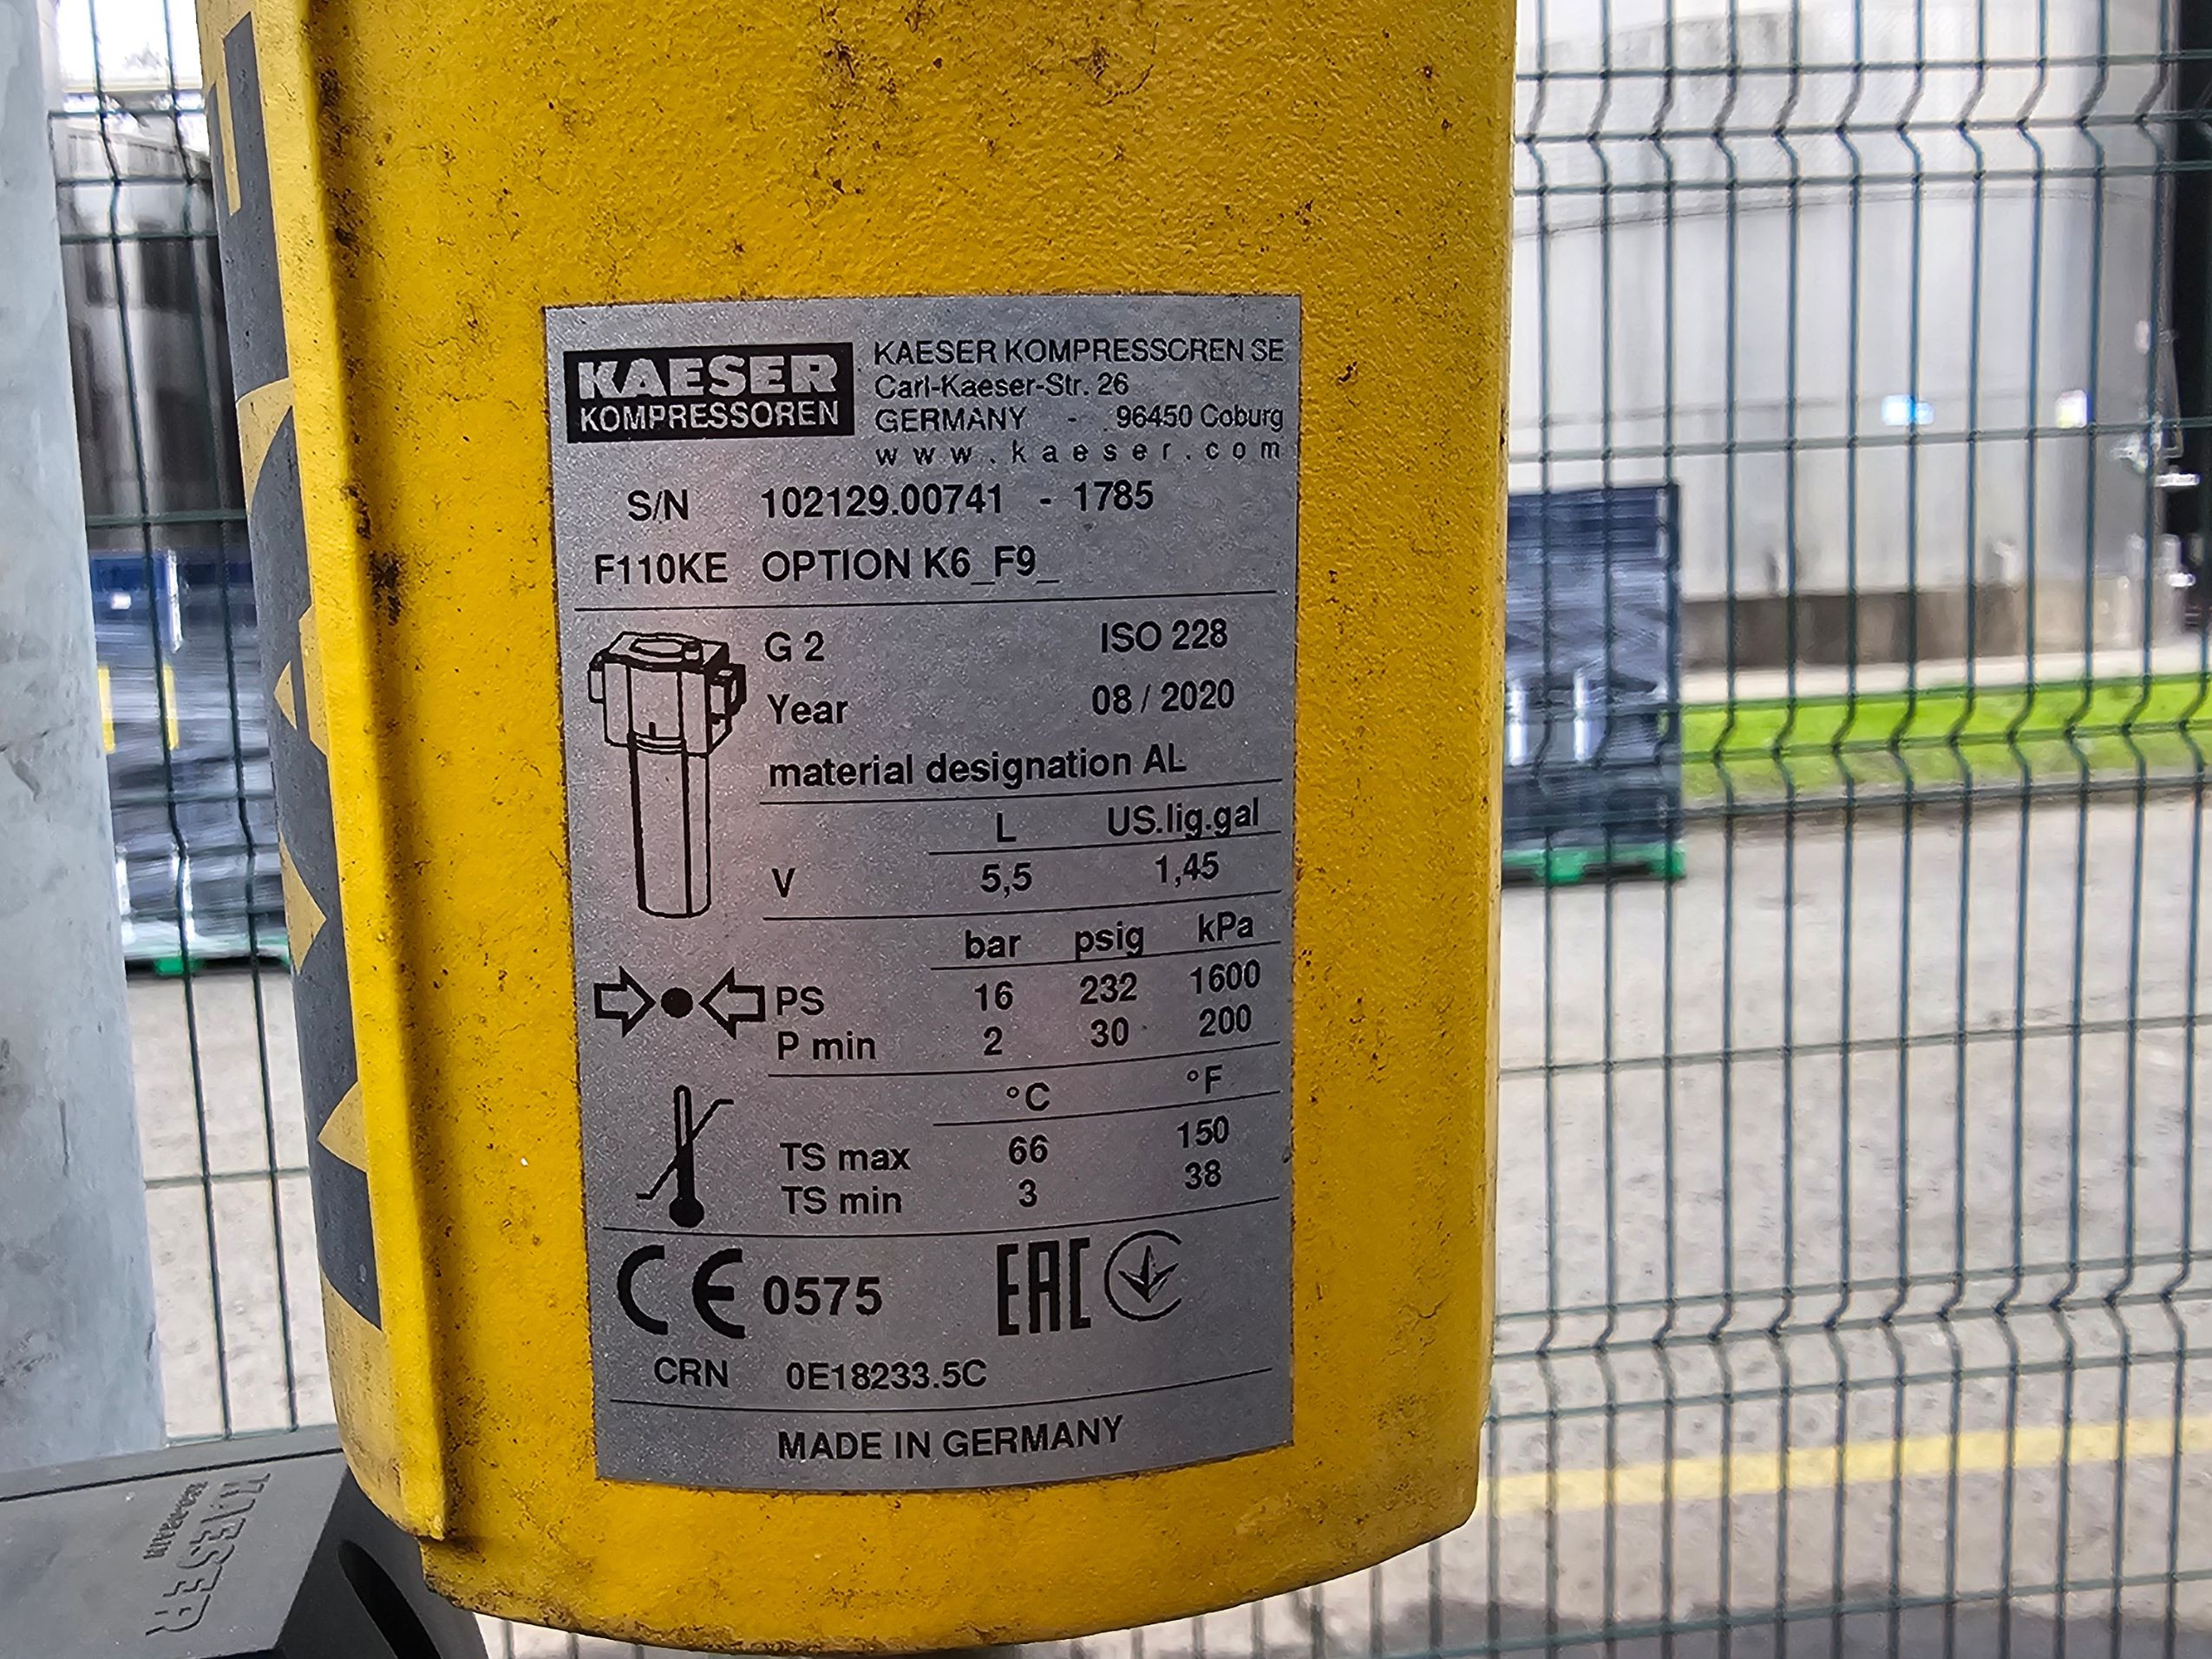 KAESER
KOMPRESSOREN
KAESER KOMPRESSOREN SE
Carl-Kaeser-Str. 26
GERMANY - 96450 Coburg
www.kaeser.com
S/N 102129.00741 - 1785
F110KE OPTION K6_F9_
G 2 ISO 228
Year 08 / 2020
material designation AL
L US.lig.gal
V 5,5 1,45
bar psig kPa
PS 16 232 1600
P min 2 30 200
°C °F
TS max 66 150
TS min 3 38
CE 0575 EAC
CRN 0E18233.5C
MADE IN GERMANY
KAESER